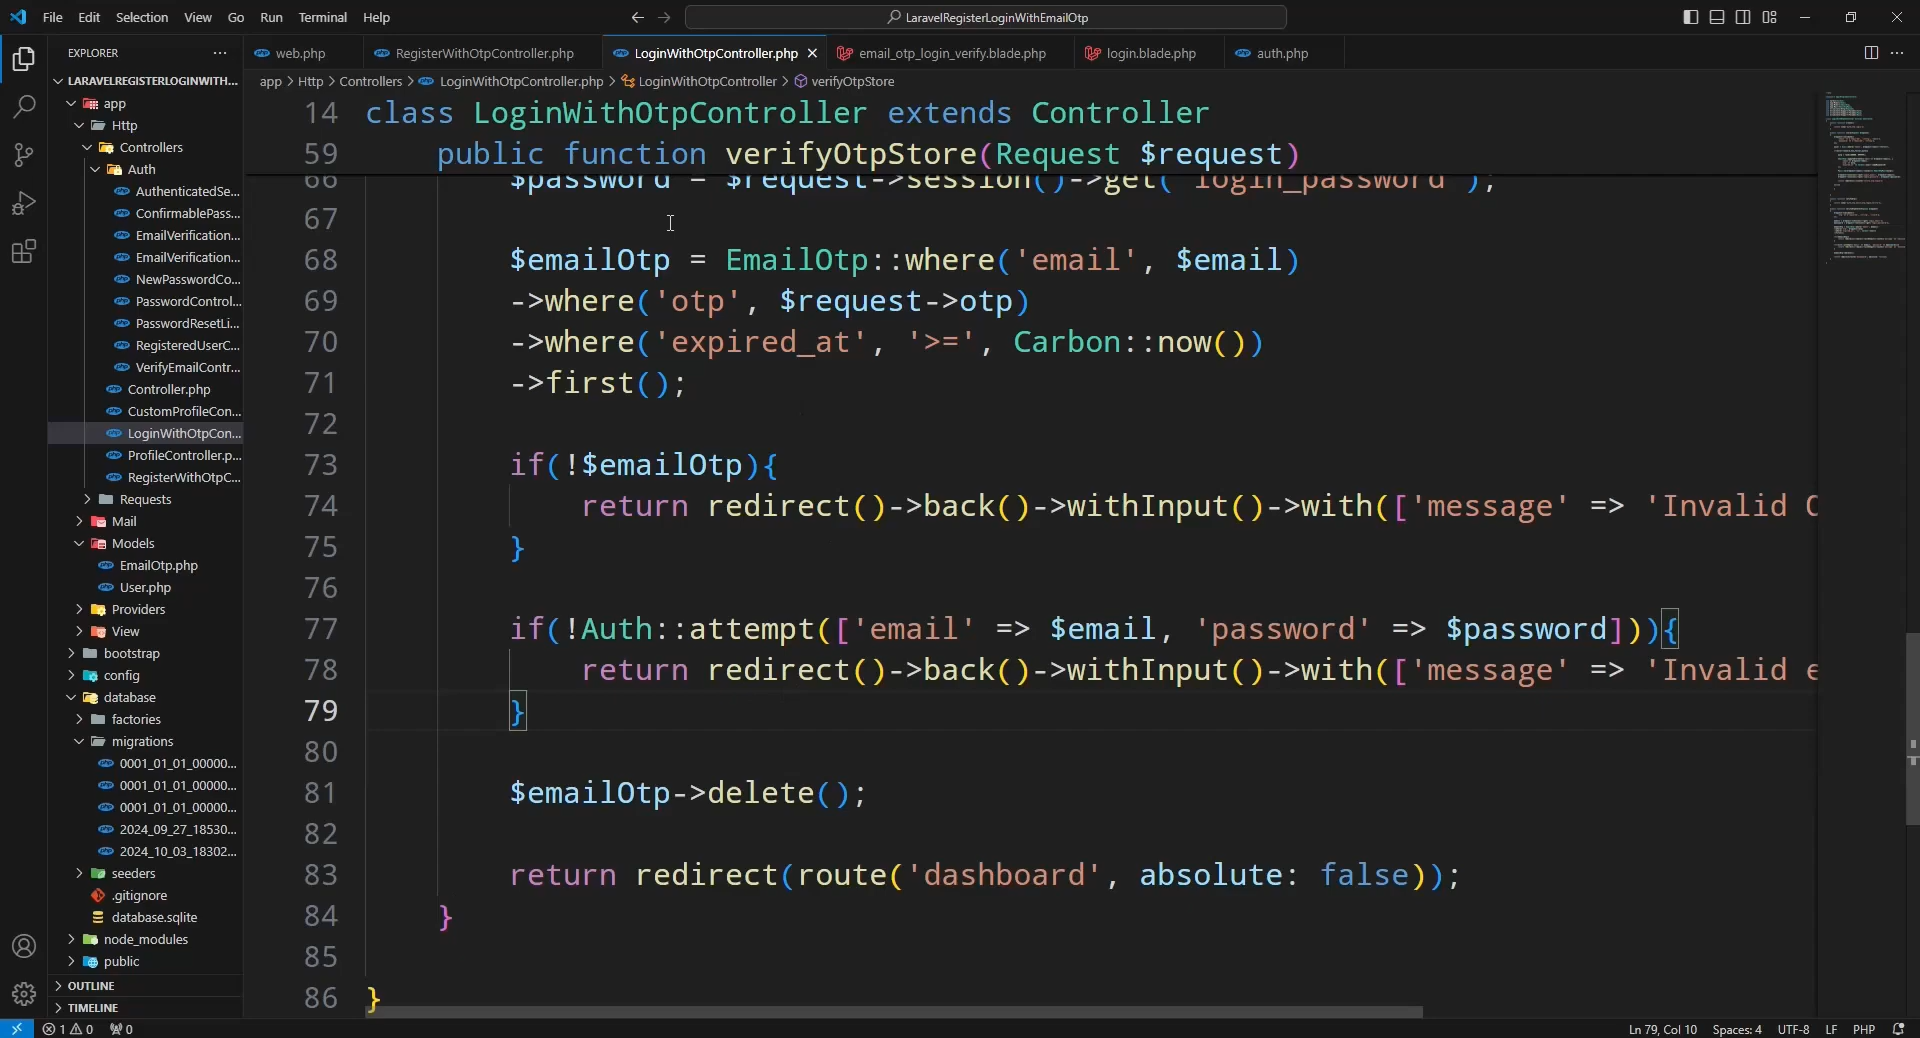 File Edit Selection View Go Run Terminal Help
LaravelRegisterLoginWithEmailOtp
EXPLORER
web.php
RegisterWithOtpController.php
LoginWithOtpController.php
email_otp_login_verify.blade.php
login.blade.php
auth.php
LARAVELREGISTERLOGINWITH...
app > Http > Controllers > LoginWithOtpController.php > LoginWithOtpController > verifyOtpStore
app
Http
Controllers
Auth
AuthenticatedSe...
ConfirmablePass...
EmailVerification...
EmailVerification...
NewPasswordCo...
PasswordControl...
PasswordResetLi...
RegisteredUserC...
VerifyEmailContr...
Controller.php
CustomProfileCon...
LoginWithOtpCon...
ProfileController.p...
RegisterWithOtpC...
Requests
Mail
Models
EmailOtp.php
User.php
Providers
View
bootstrap
config
database
factories
migrations
0001_01_01_00000...
0001_01_01_00000...
0001_01_01_00000...
2024_09_27_18530...
2024_10_03_18302...
seeders
.gitignore
database.sqlite
node_modules
public
OUTLINE
TIMELINE
14 class LoginWithOtpController extends Controller
59 public function verifyOtpStore(Request $request)
66 $password = $request->session()->get('login_password');
67
68 $emailOtp = EmailOtp::where('email', $email)
69 ->where('otp', $request->otp)
70 ->where('expired_at', '>=', Carbon::now())
71 ->first();
72
73 if(!$emailOtp){
74 return redirect()->back()->withInput()->with(['message' => 'Invalid
75 }
76
77 if(!Auth::attempt(['email' => $email, 'password' => $password])){
78 return redirect()->back()->withInput()->with(['message' => 'Invalid e
79 }
80
81 $emailOtp->delete();
82
83 return redirect(route('dashboard', absolute: false));
84 }
85
86 }
1 0 0
Ln 79, Col 10 Spaces: 4 UTF-8 LF PHP